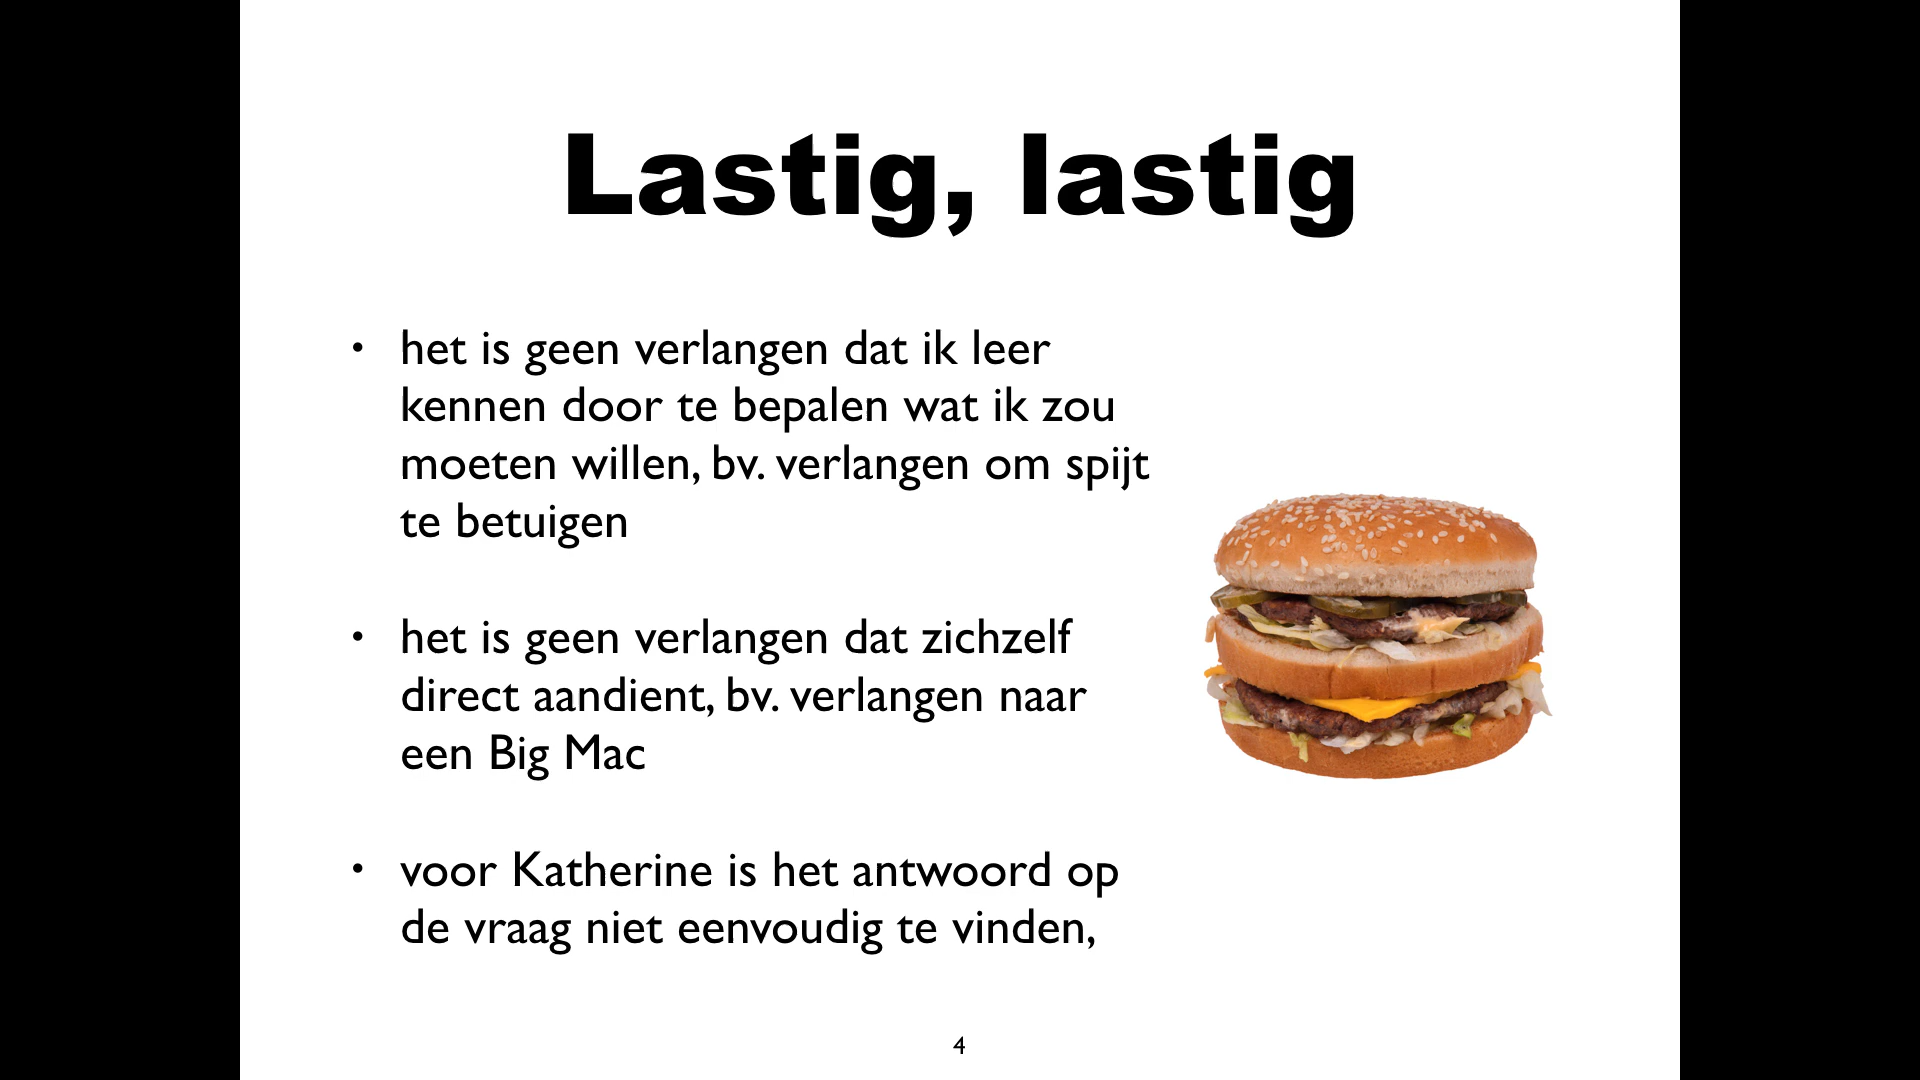 Lastig, lastig
• het is geen verlangen dat ik leer
kennen door te bepalen wat ik zou
moeten willen, bv. verlangen om spijt
te betuigen
• het is geen verlangen dat zichzelf
direct aandient, bv. verlangen naar
een Big Mac
• voor Katherine is het antwoord op
de vraag niet eenvoudig te vinden,
4